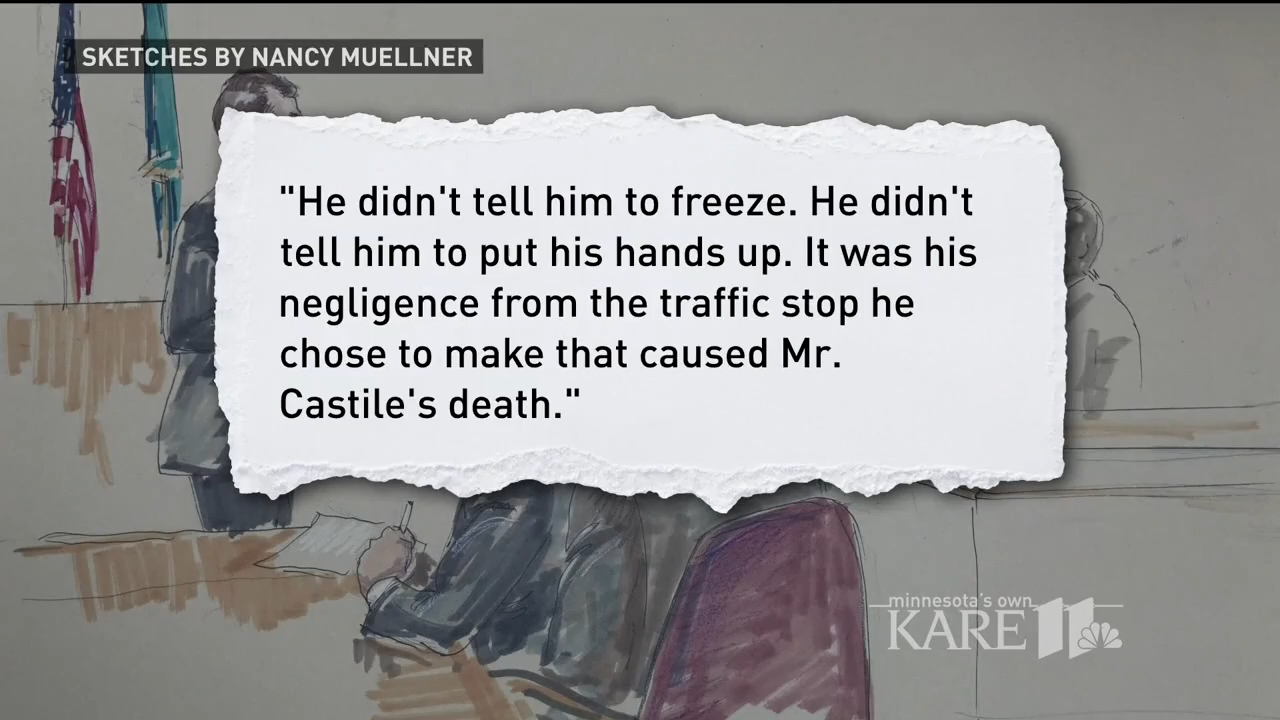 SKETCHES BY NANCY MUELLNER
"He didn't tell him to freeze. He didn't
tell him to put his hands up. It was his
negligence from the traffic stop he
chose to make that caused Mr.
Castile's death."
minnesota's own
KARE 11